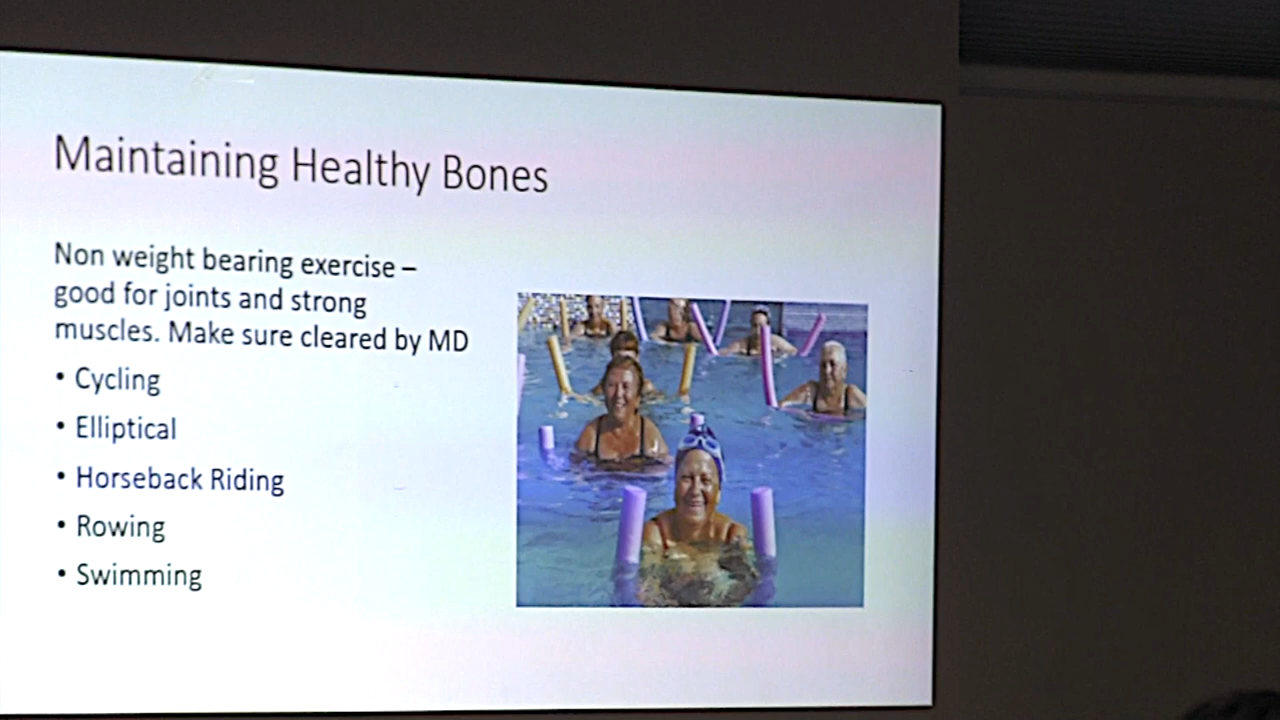 Maintaining Healthy Bones
Non weight bearing exercise –
good for joints and strong
muscles. Make sure cleared by MD
• Cycling
• Elliptical
• Horseback Riding
• Rowing
• Swimming